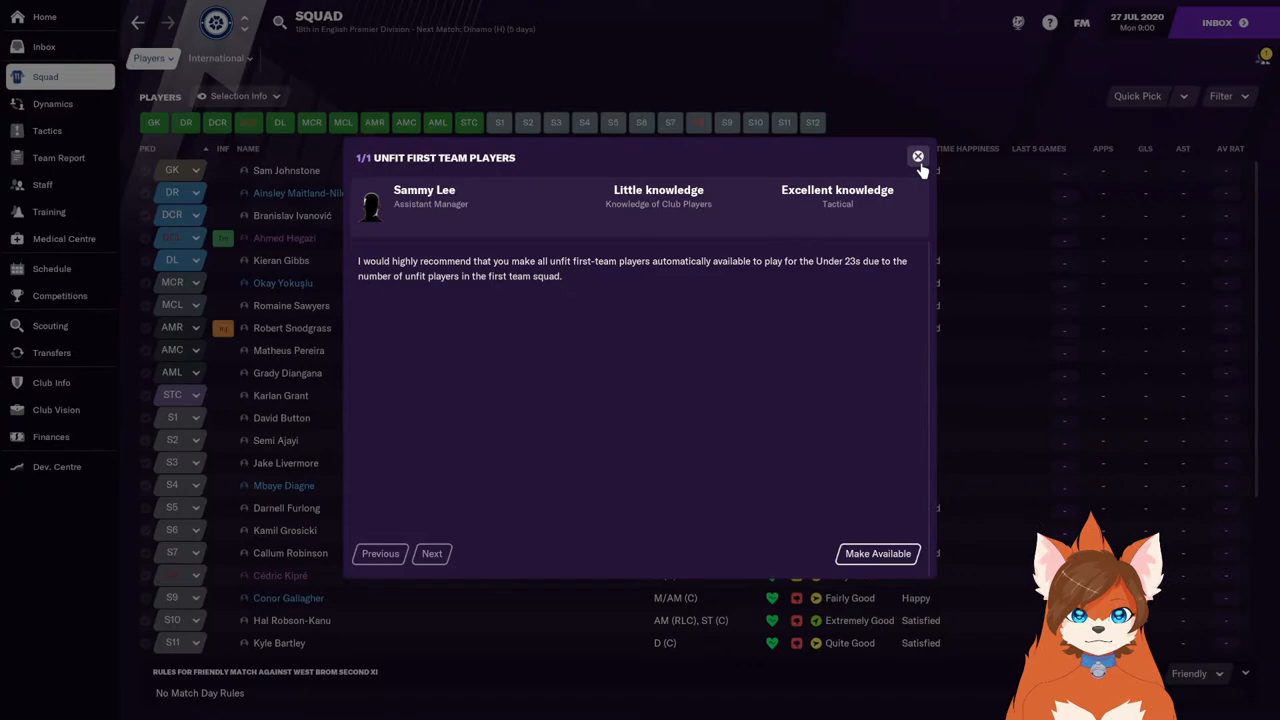 Home
SQUAD
18th in English Premier Division - Next Match: Dinamo (H) (5 days)
FM
27 JUL 2020
Mon 9:00
INBOX
Inbox
Squad
Dynamics
Tactics
Team Report
Staff
Training
Medical Centre
Schedule
Competitions
Scouting
Transfers
Club Info
Club Vision
Finances
Dev. Centre
Players
International
PLAYERS
Selection Info
Quick Pick
Filter
GK DR DCR DL MCR MCL AMR AMC AML STC S1 S2 S3 S4 S5 S6 S7 S9 S10 S11 S12
PKD INF NAME TIME HAPPINESS LAST 5 GAMES APPS GLS AST AV RAT
GK Sam Johnstone
DR Ainsley Maitland-Nile
DCR Branislav Ivanović
Ahmed Hegazi
DL Kieran Gibbs
MCR Okay Yokuşlu
MCL Romaine Sawyers
AMR Robert Snodgrass
AMC Matheus Pereira
AML Grady Diangana
STC Karlan Grant
S1 David Button
S2 Semi Ajayi
S3 Jake Livermore
S4 Mbaye Diagne
S5 Darnell Furlong
S6 Kamil Grosicki
S7 Callum Robinson
Cédric Kipré
S9 Conor Gallagher M/AM (C) Fairly Good Happy
S10 Hal Robson-Kanu AM (RLC), ST (C) Extremely Good Satisfied
S11 Kyle Bartley D (C) Quite Good Satisfied
1/1 UNFIT FIRST TEAM PLAYERS
Sammy Lee
Assistant Manager
Little knowledge
Knowledge of Club Players
Excellent knowledge
Tactical
I would highly recommend that you make all unfit first-team players automatically available to play for the Under 23s due to the
number of unfit players in the first team squad.
Previous
Next
Make Available
RULES FOR FRIENDLY MATCH AGAINST WEST BROM SECOND XI
No Match Day Rules
Friendly